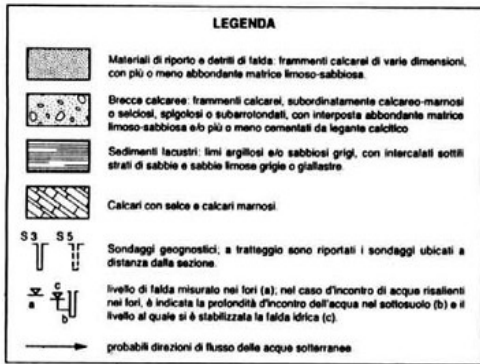 LEGENDA
Materiali di riporto e detriti di falda: frammenti calcarei di varie dimensioni,
con più o meno abbondante matrice limoso-sabbiosa.
Brecce calcaree: frammenti calcarei, subordinatamente calcareo-marnosi
o selciosi, spigolosi o subarrotondati, con interposta abbondante matrice
limoso-sabbiosa e/o più o meno cementati da legante calcitico
Sedimenti lacustri: limi argillosi e/o sabbiosi grigi, con intercalati sottili
strati di sabbie e sabbie limose grigie o giallastre.
Calcari con selce e calcari marnosi.
S 3 S 5
Sondaggi geognostici; a tratteggio sono riportati i sondaggi ubicati a
distanza dalla sezione.
a c b
livello di falda misurato nei fori (a); nel caso d'incontro di acque risalienti
nei fori, è indicata la profondità d'incontro dell'acqua nel sottosuolo (b) e il
livello al quale si è stabilizzata la falda idrica (c).
probabili direzioni di flusso delle acque sotterranee